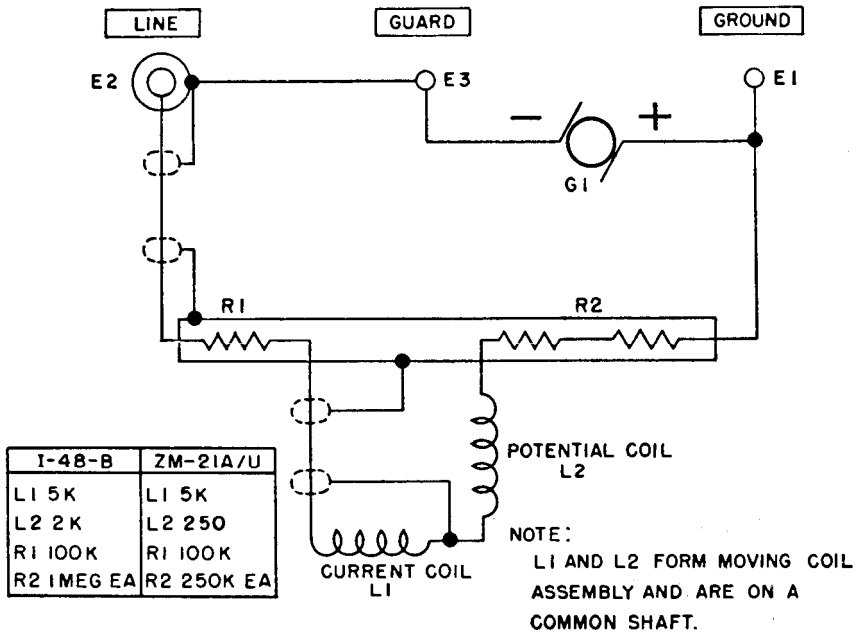 LINE
GUARD
GROUND
E2
E3
E1
−
+
G1
R1
R2
I-48-B ZM-21A/U
L1 5K L1 5K
L2 2K L2 250
R1 100K R1 100K
R2 1MEG EA R2 250K EA
POTENTIAL COIL
L2
CURRENT COIL
L1
NOTE:
L1 AND L2 FORM MOVING COIL
ASSEMBLY AND ARE ON A
COMMON SHAFT.